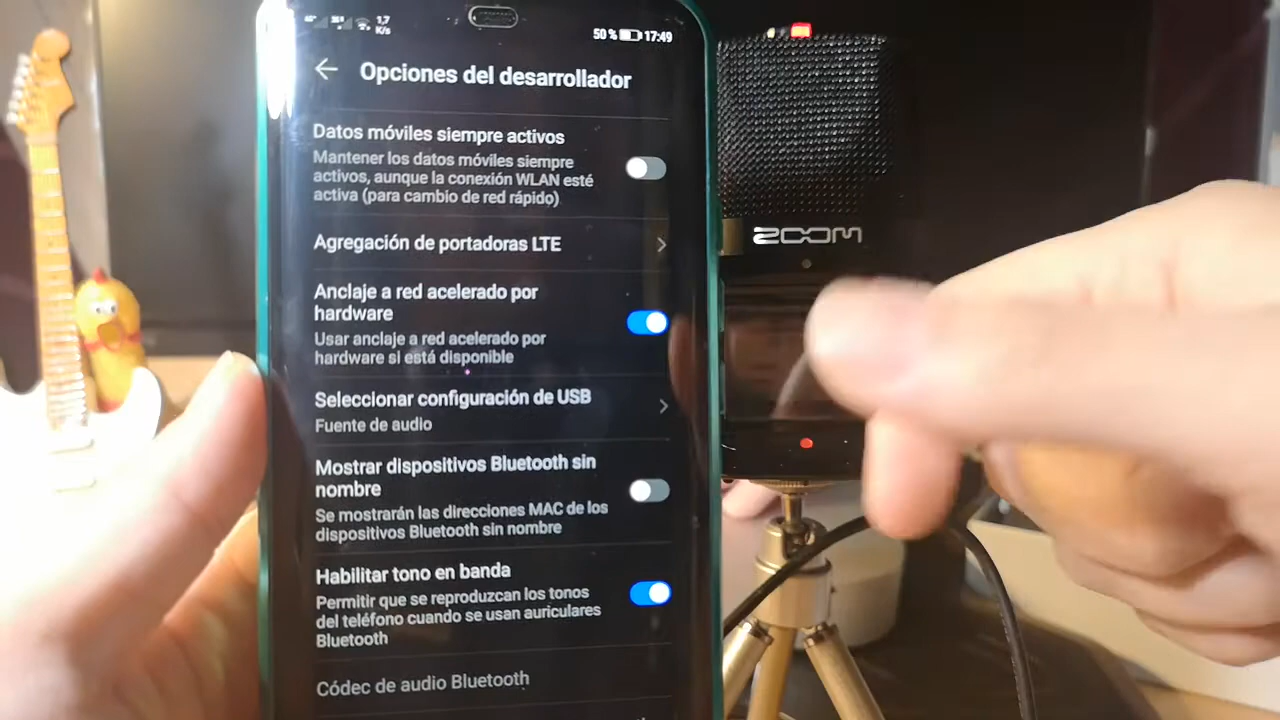 1,7
K/s
50 % 17:49
Opciones del desarrollador
Datos móviles siempre activos
Mantener los datos móviles siempre
activos, aunque la conexión WLAN esté
activa (para cambio de red rápido)
Agregación de portadoras LTE
Anclaje a red acelerado por
hardware
Usar anclaje a red acelerado por
hardware si está disponible
Seleccionar configuración de USB
Fuente de audio
Mostrar dispositivos Bluetooth sin
nombre
Se mostrarán las direcciones MAC de los
dispositivos Bluetooth sin nombre
Habilitar tono en banda
Permitir que se reproduzcan los tonos
del teléfono cuando se usan auriculares
Bluetooth
Códec de audio Bluetooth
ZOOM